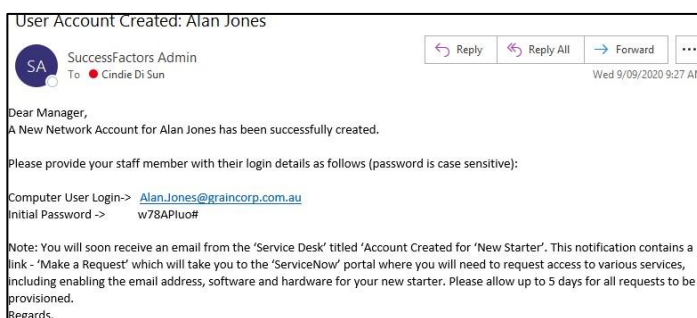 User Account Created: Alan Jones
SA
SuccessFactors Admin
To Cindie Di Sun
Reply
Reply All
Forward
...
Wed 9/09/2020 9:27 AM
Dear Manager,
A New Network Account for Alan Jones has been successfully created.
Please provide your staff member with their login details as follows (password is case sensitive):
Computer User Login-> Alan.Jones@graincorp.com.au
Initial Password -> w78APIuo#
Note: You will soon receive an email from the ‘Service Desk’ titled ‘Account Created for ‘New Starter’. This notification contains a
link - ‘Make a Request’ which will take you to the ‘ServiceNow’ portal where you will need to request access to various services,
including enabling the email address, software and hardware for your new starter. Please allow up to 5 days for all requests to be
provisioned.
Regards,